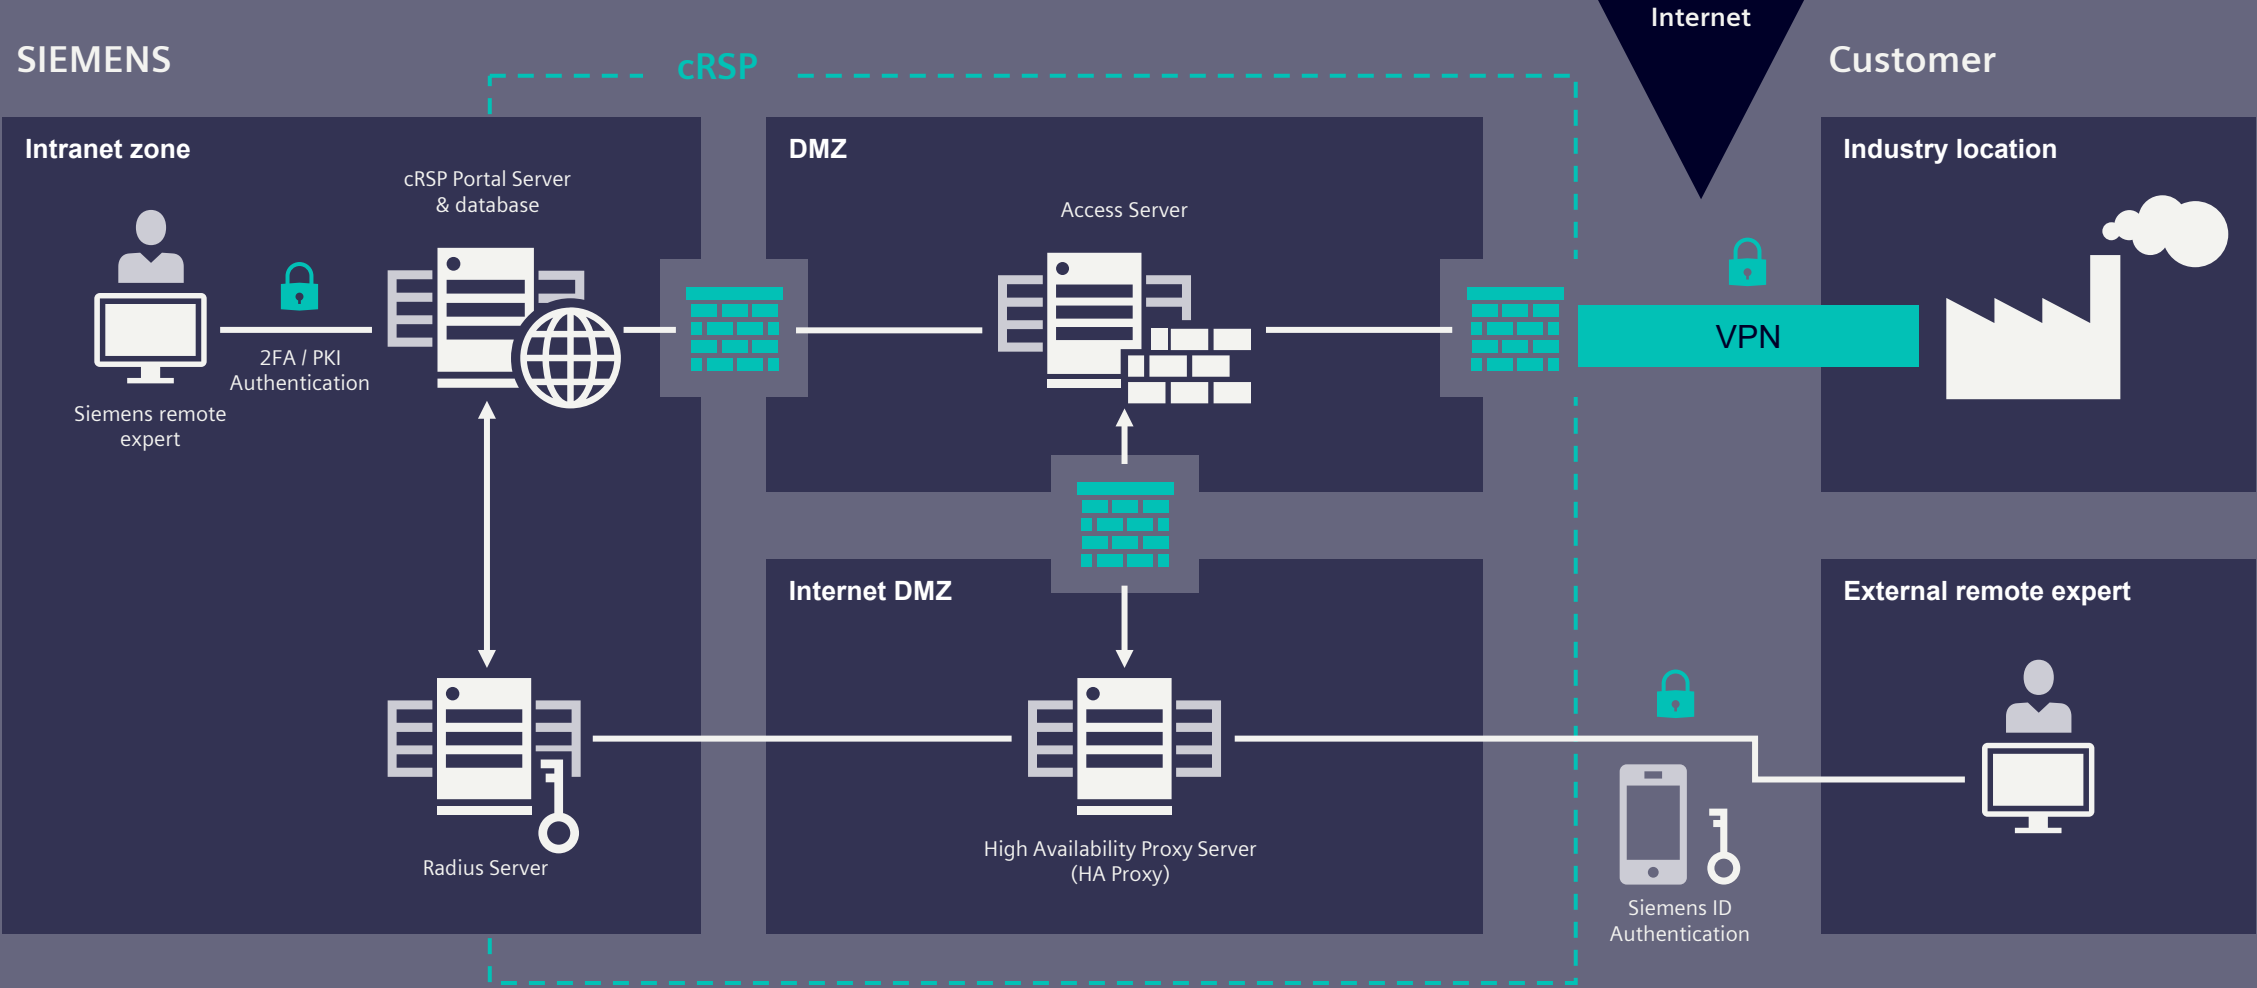 Internet
SIEMENS
cRSP
Customer
Intranet zone
DMZ
Industry location
cRSP Portal Server
& database
Access Server
VPN
2FA / PKI
Authentication
Siemens remote
expert
Internet DMZ
External remote expert
High Availability Proxy Server
(HA Proxy)
Radius Server
Siemens ID
Authentication